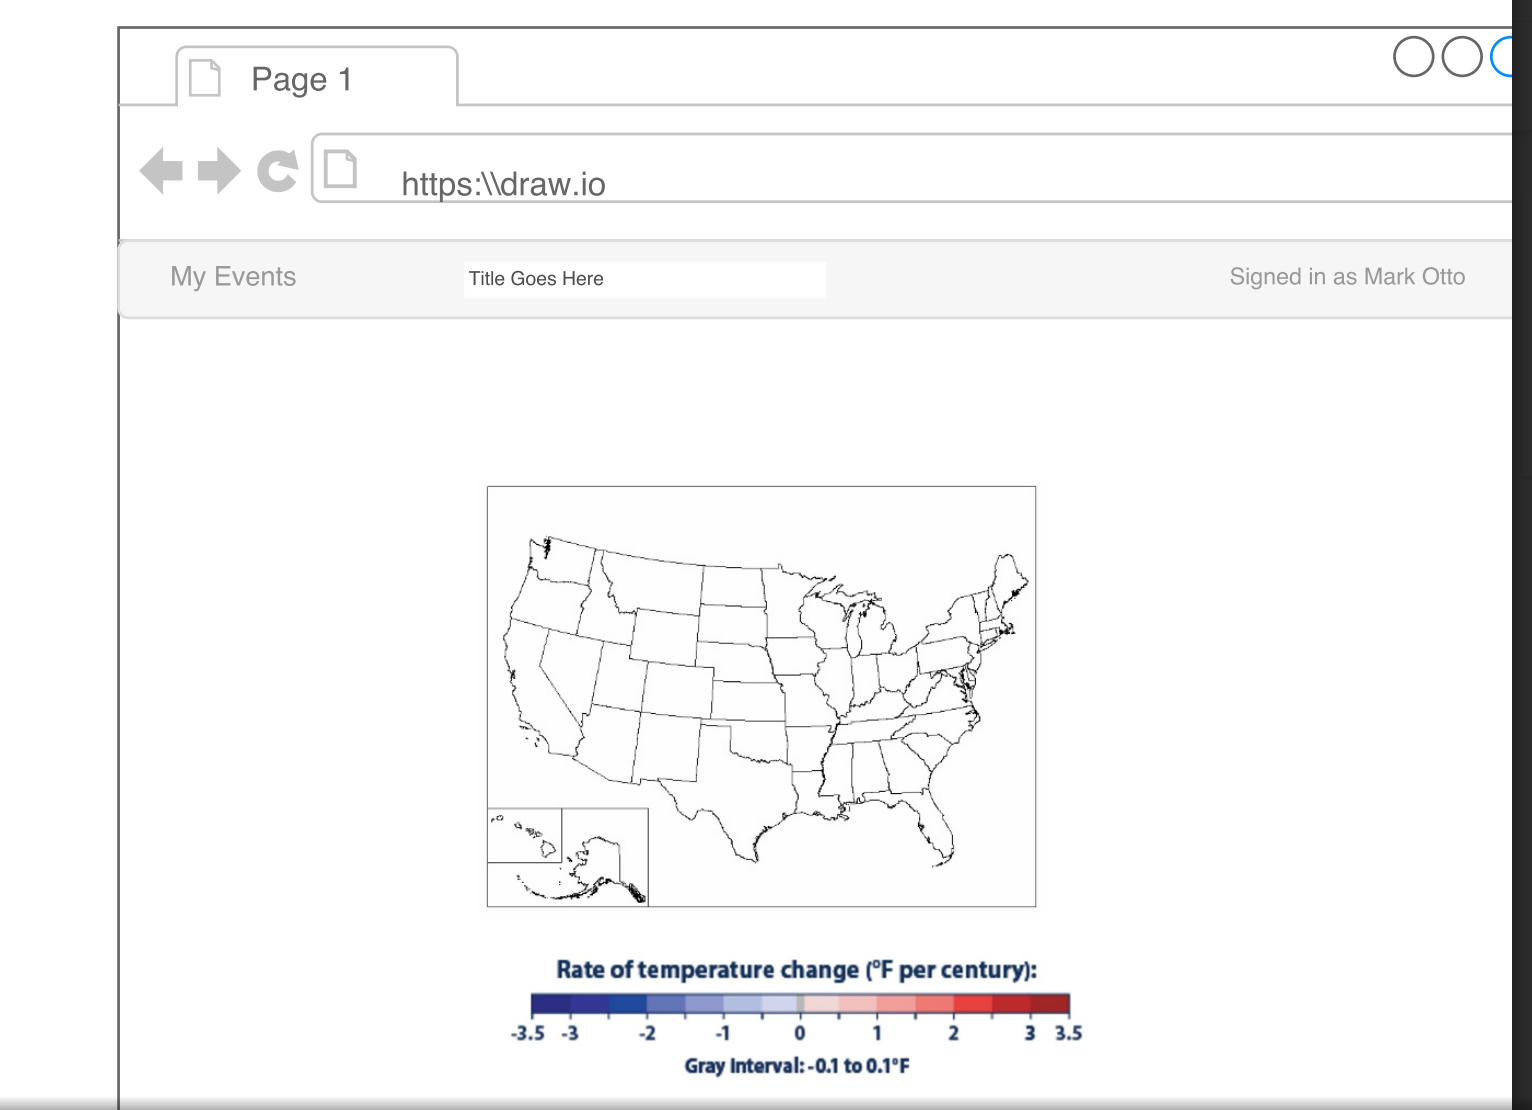 Page 1
https:\\draw.io
My Events
Title Goes Here
Signed in as Mark Otto
Rate of temperature change (°F per century):
-3.5 -3 -2 -1 0 1 2 3 3.5
Gray Interval: -0.1 to 0.1°F